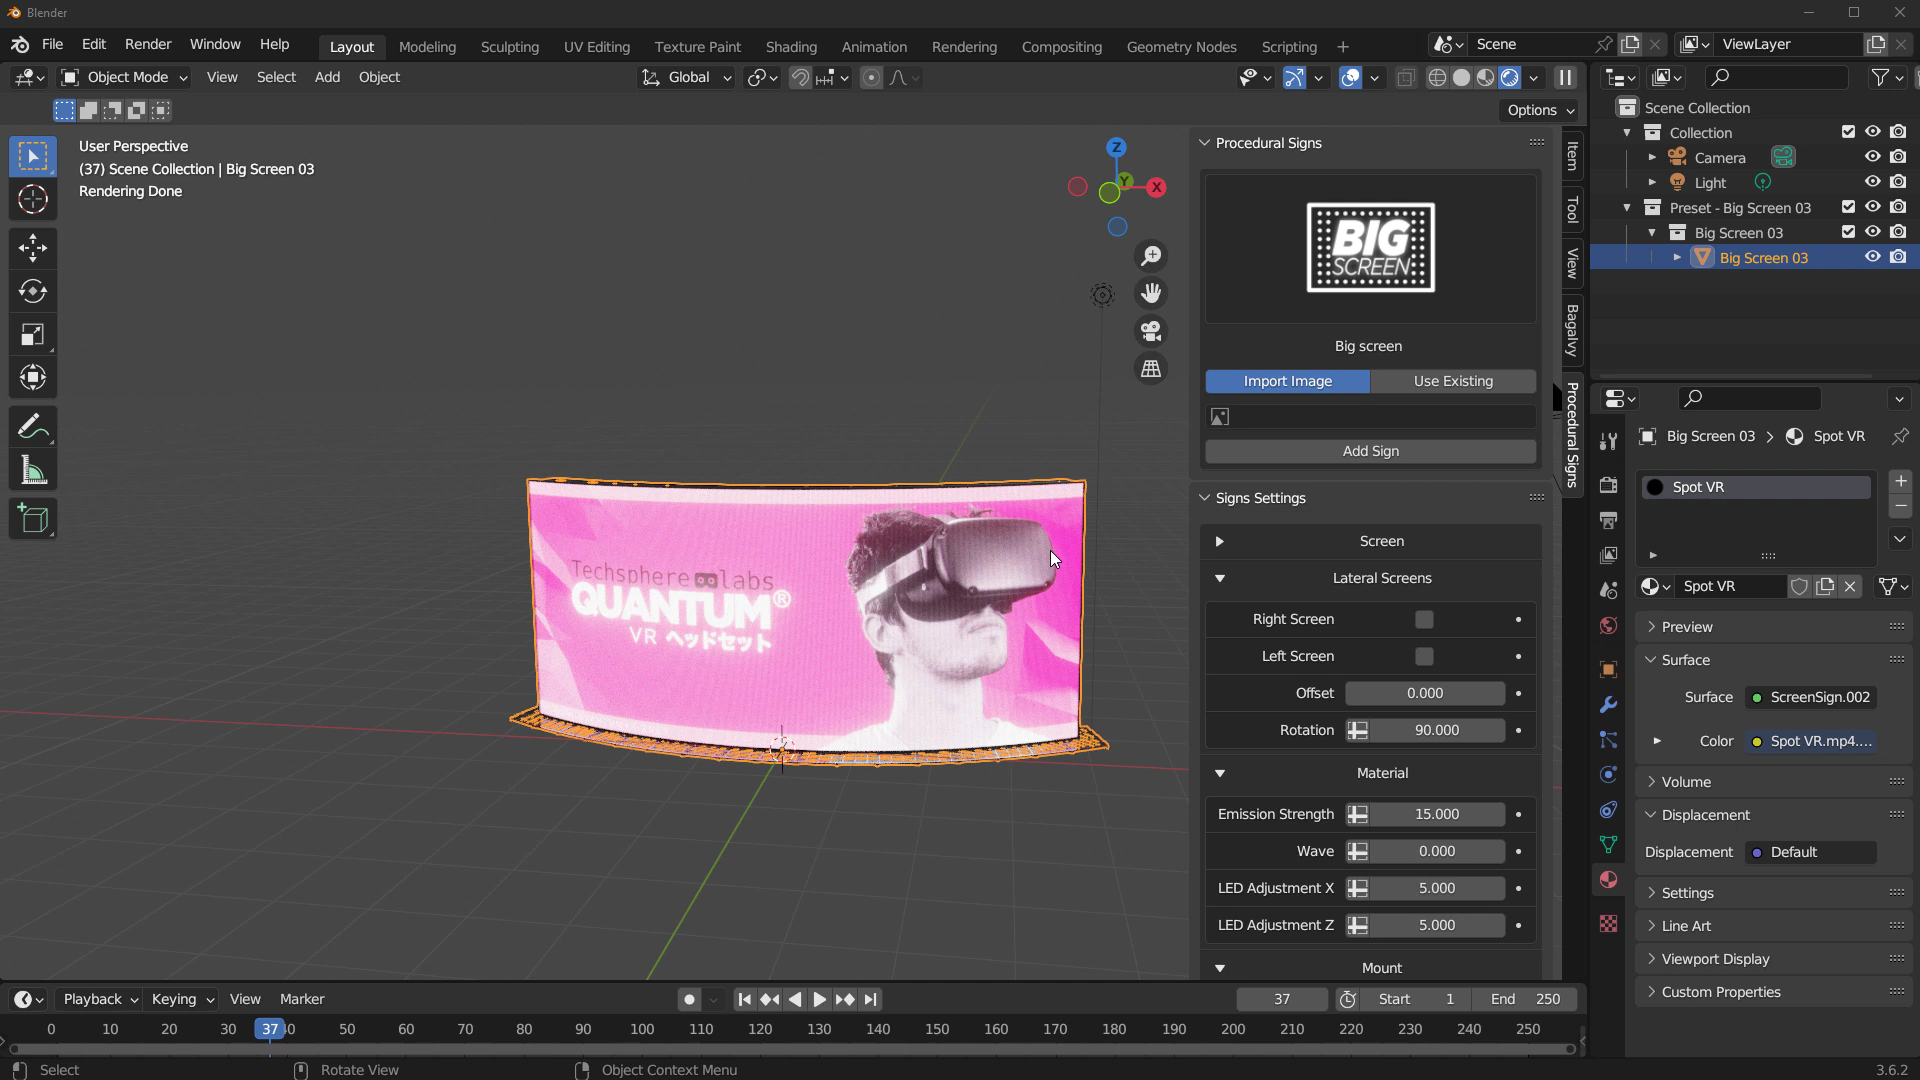 Blender
File Edit Render Window Help Layout Modeling Sculpting UV Editing Texture Paint Shading Animation Rendering Compositing Geometry Nodes Scripting + Scene ViewLayer
Object Mode View Select Add Object Global
Options
User Perspective
(37) Scene Collection | Big Screen 03
Rendering Done
Z
Y
X
Techsphere labs
QUANTUM®
VR ヘッドセット
Procedural Signs
BIG
SCREEN
Big screen
Import Image Use Existing
Add Sign
Signs Settings
Screen
Lateral Screens
Right Screen
Left Screen
Offset 0.000
Rotation 90.000
Material
Emission Strength 15.000
Wave 0.000
LED Adjustment X 5.000
LED Adjustment Z 5.000
Mount
Item
Tool
View
Bagalvy
Procedural Signs
Scene Collection
Collection
Camera
Light
Preset - Big Screen 03
Big Screen 03
Big Screen 03
Big Screen 03 Spot VR
Spot VR
Spot VR
Preview
Surface
Surface ScreenSign.002
Color Spot VR.mp4....
Volume
Displacement
Displacement Default
Settings
Line Art
Viewport Display
Custom Properties
Playback Keying View Marker 37 Start 1 End 250
0 10 20 30 37 40 50 60 70 80 90 100 110 120 130 140 150 160 170 180 190 200 210 220 230 240 250
Select Rotate View Object Context Menu 3.6.2